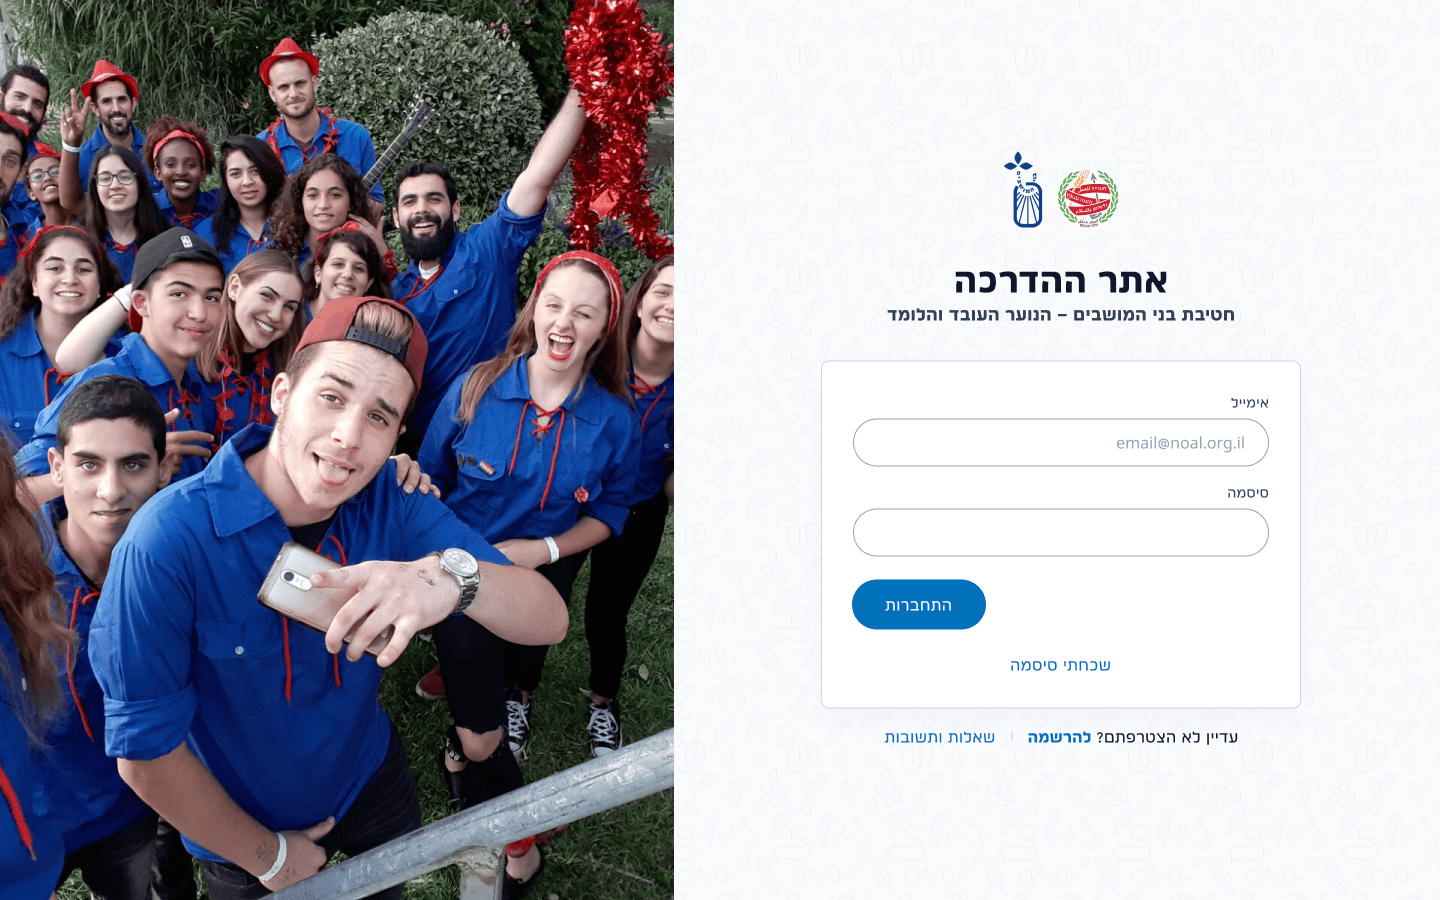 אתר ההדרכה
חטיבת בני המושבים – הנוער העובד והלומד
אימייל
email@noal.org.il
סיסמה
התחברות
שכחתי סיסמה
עדיין לא הצטרפתם? להרשמה | שאלות ותשובות